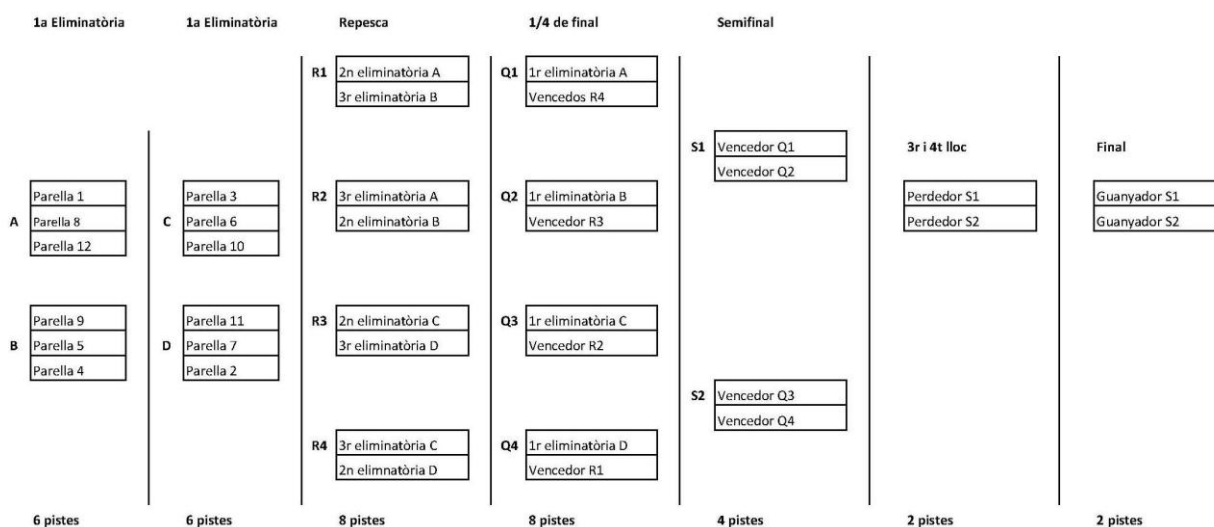 1a Eliminatòria
1a Eliminatòria
Repesca
1/4 de final
Semifinal
R1
2n eliminatòria A
3r eliminatòria B
Q1
1r eliminatòria A
Vencedos R4
S1
Vencedor Q1
Vencedor Q2
3r i 4t lloc
Final
A
Parella 1
Parella 8
Parella 12
C
Parella 3
Parella 6
Parella 10
R2
3r eliminatòria A
2n eliminatòria B
Q2
1r eliminatòria B
Vencedor R3
Perdedor S1
Perdedor S2
Guanyador S1
Guanyador S2
B
Parella 9
Parella 5
Parella 4
D
Parella 11
Parella 7
Parella 2
R3
2n eliminatòria C
3r eliminatòria D
Q3
1r eliminatòria C
Vencedor R2
S2
Vencedor Q3
Vencedor Q4
R4
3r eliminatòria C
2n elimnatòria D
Q4
1r eliminatòria D
Vencedor R1
6 pistes
6 pistes
8 pistes
8 pistes
4 pistes
2 pistes
2 pistes